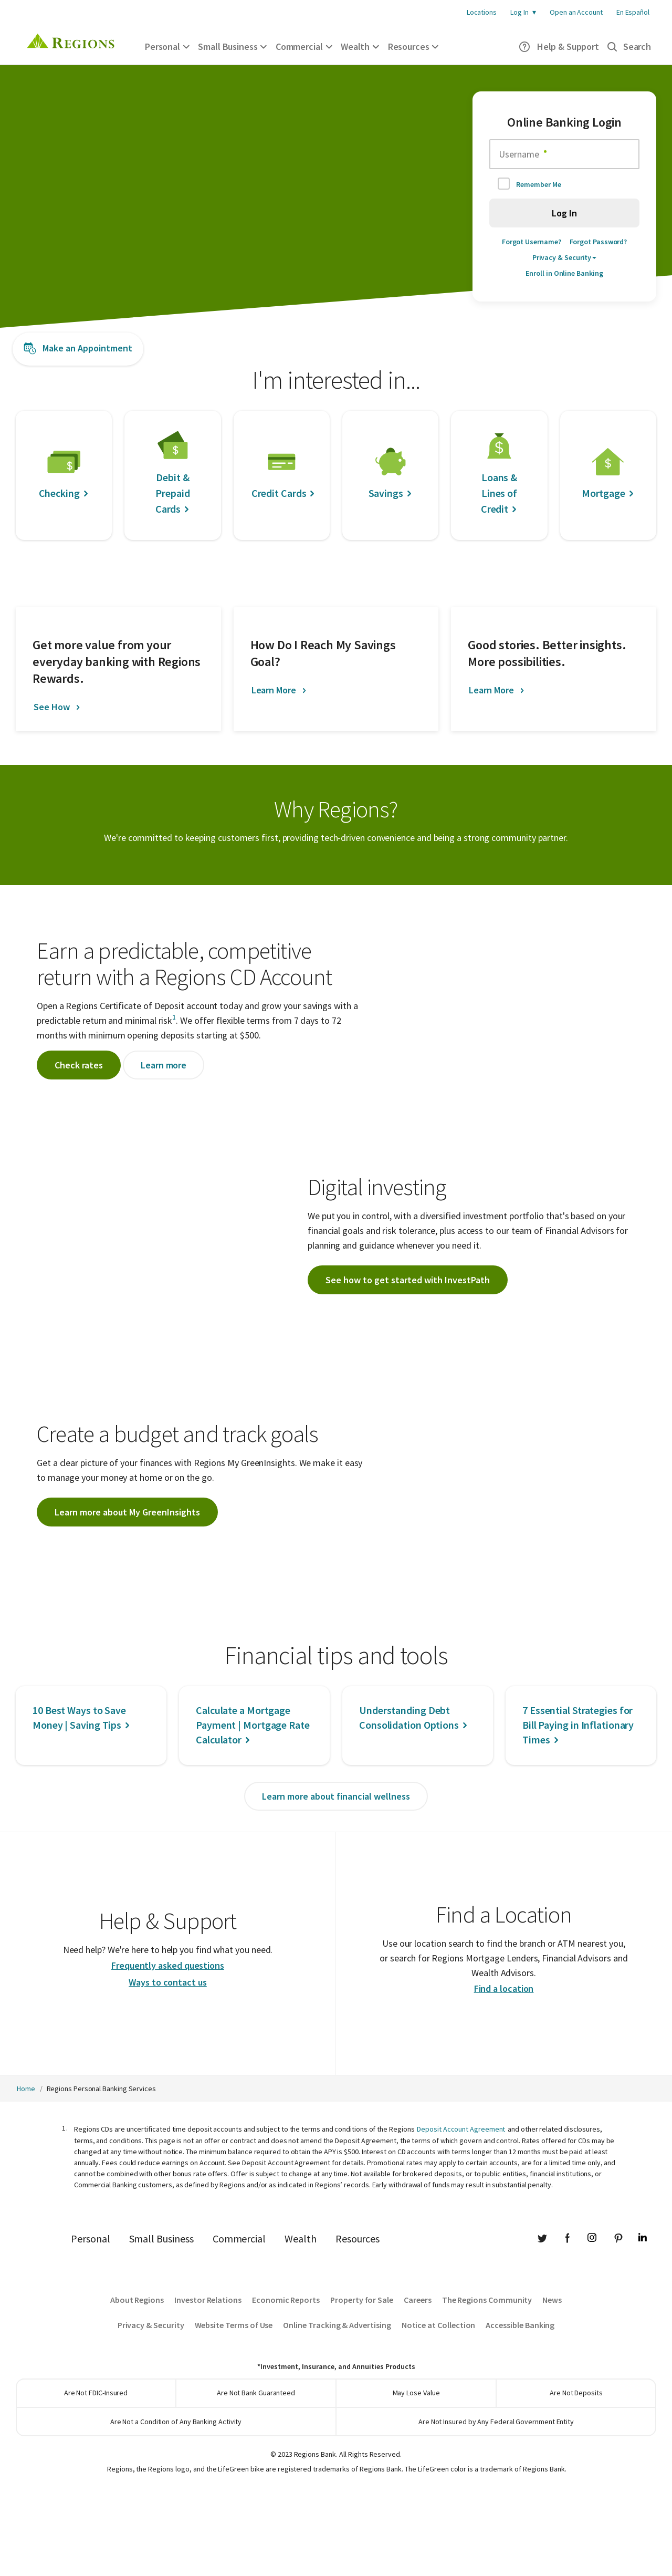 Locations Log In ▾ Open an Account En Español
REGIONS Personal Small Business Commercial Wealth Resources Help & Support Search
Online Banking Login
Username *
Remember Me
Log In
Forgot Username? Forgot Password?
Privacy & Security
Enroll in Online Banking
Make an Appointment
I'm interested in...
Checking
Debit & Prepaid Cards
Credit Cards
Savings
Loans & Lines of Credit
Mortgage
Get more value from your
everyday banking with Regions
Rewards.
See How
How Do I Reach My Savings
Goal?
Learn More
Good stories. Better insights.
More possibilities.
Learn More
Why Regions?
We're committed to keeping customers first, providing tech-driven convenience and being a strong community partner.
Earn a predictable, competitive
return with a Regions CD Account
Open a Regions Certificate of Deposit account today and grow your savings with a
predictable return and minimal risk1. We offer flexible terms from 7 days to 72
months with minimum opening deposits starting at $500.
Check rates Learn more
Digital investing
We put you in control, with a diversified investment portfolio that's based on your
financial goals and risk tolerance, plus access to our team of Financial Advisors for
planning and guidance whenever you need it.
See how to get started with InvestPath
Create a budget and track goals
Get a clear picture of your finances with Regions My GreenInsights. We make it easy
to manage your money at home or on the go.
Learn more about My GreenInsights
Financial tips and tools
10 Best Ways to Save
Money | Saving Tips
Calculate a Mortgage
Payment | Mortgage Rate
Calculator
Understanding Debt
Consolidation Options
7 Essential Strategies for
Bill Paying in Inflationary
Times
Learn more about financial wellness
Help & Support
Need help? We're here to help you find what you need.
Frequently asked questions
Ways to contact us
Find a Location
Use our location search to find the branch or ATM nearest you,
or search for Regions Mortgage Lenders, Financial Advisors and
Wealth Advisors.
Find a location
Home / Regions Personal Banking Services
1. Regions CDs are uncertificated time deposit accounts and subject to the terms and conditions of the Regions Deposit Account Agreement and other related disclosures,
terms, and conditions. This page is not an offer or contract and does not amend the Deposit Agreement, the terms of which govern and control. Rates offered for CDs may be
changed at any time without notice. The minimum balance required to obtain the APY is $500. Interest on CD accounts with terms longer than 12 months must be paid at least
annually. Fees could reduce earnings on Account. See Deposit Account Agreement for details. Promotional rates may apply to certain accounts, are for a limited time only, and
cannot be combined with other bonus rate offers. Offer is subject to change at any time. Not available for brokered deposits, or to public entities, financial institutions, or
Commercial Banking customers, as defined by Regions and/or as indicated in Regions' records. Early withdrawal of funds may result in substantial penalty.
Personal Small Business Commercial Wealth Resources
About Regions Investor Relations Economic Reports Property for Sale Careers The Regions Community News
Privacy & Security Website Terms of Use Online Tracking & Advertising Notice at Collection Accessible Banking
*Investment, Insurance, and Annuities Products
Are Not FDIC-Insured Are Not Bank Guaranteed May Lose Value Are Not Deposits
Are Not a Condition of Any Banking Activity Are Not Insured by Any Federal Government Entity
© 2023 Regions Bank. All Rights Reserved.
Regions, the Regions logo, and the LifeGreen bike are registered trademarks of Regions Bank. The LifeGreen color is a trademark of Regions Bank.